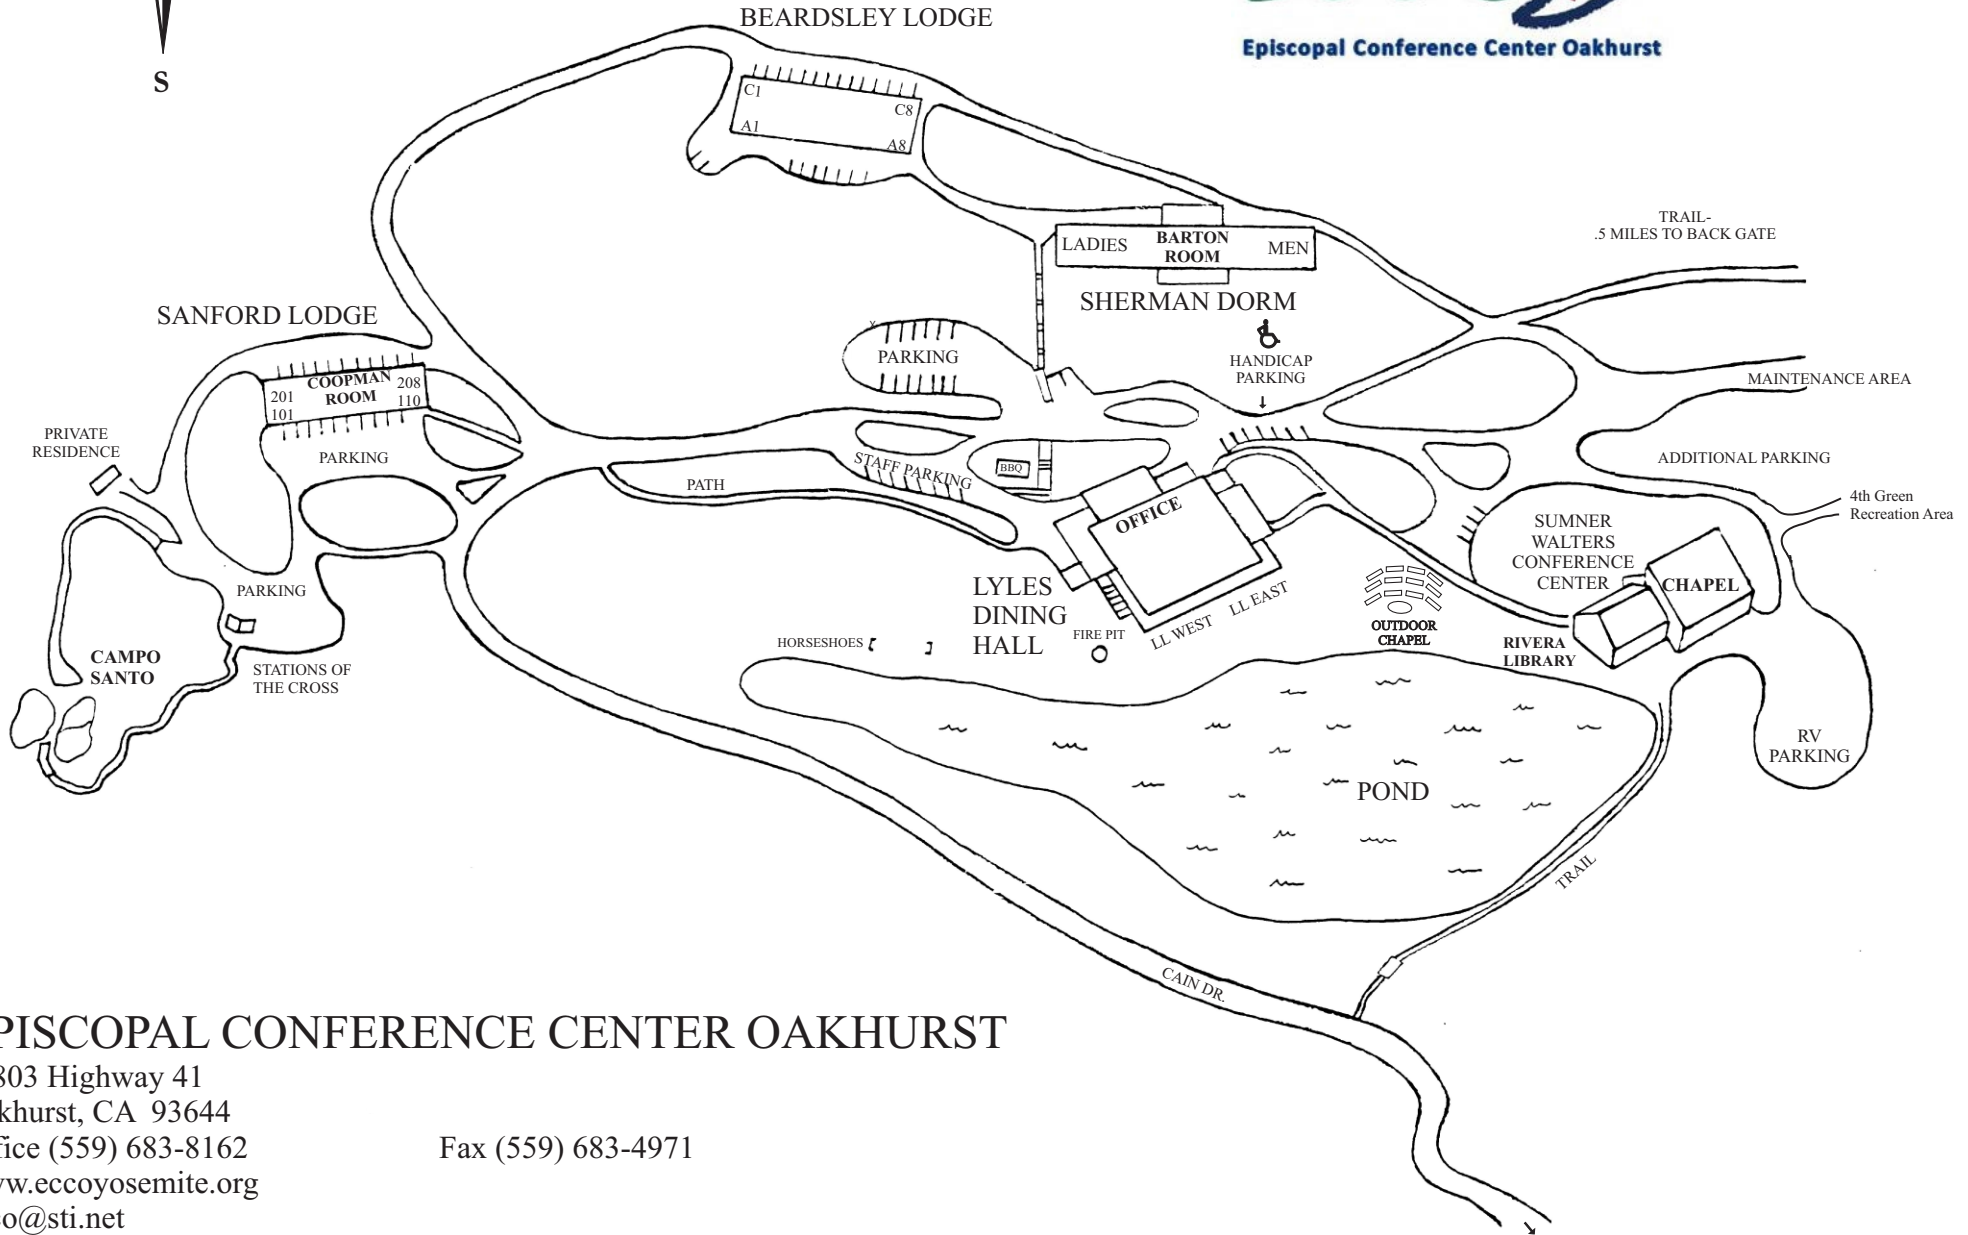 BEARDSLEY LODGE
Episcopal Conference Center Oakhurst
S
C1
C8
A1
A8
TRAIL-
.5 MILES TO BACK GATE
LADIES
BARTON
ROOM
MEN
SHERMAN DORM
SANFORD LODGE
HANDICAP
PARKING
x
PARKING
COOPMAN
ROOM
201
101
208
110
MAINTENANCE AREA
PRIVATE
RESIDENCE
PARKING
STAFF PARKING
BBQ
ADDITIONAL PARKING
PATH
OFFICE
4th Green
Recreation Area
SUMNER
WALTERS
CONFERENCE
CENTER
CHAPEL
PARKING
LYLES
DINING
HALL
LL WEST
LL EAST
OUTDOOR
CHAPEL
HORSESHOES
FIRE PIT
RIVERA
LIBRARY
CAMPO
SANTO
STATIONS OF
THE CROSS
RV
PARKING
POND
TRAIL
CAIN DR.
PISCOPAL CONFERENCE CENTER OAKHURST
803 Highway 41
khurst, CA 93644
fice (559) 683-8162
Fax (559) 683-4971
w.eccoyosemite.org
o@sti.net